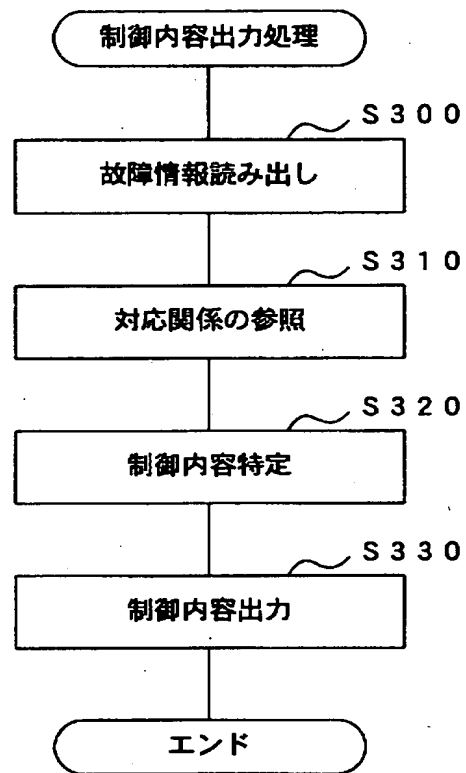 制御内容出力処理
S300
故障情報読み出し
S310
対応関係の参照
S320
制御内容特定
S330
制御内容出力
エンド